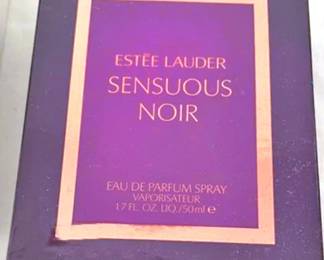 ESTĒE LAUDER
SENSUOUS
NOIR
EAU DE PARFUM SPRAY
VAPORISATEUR
1.7 FL. OZ. LIQ./50ml e